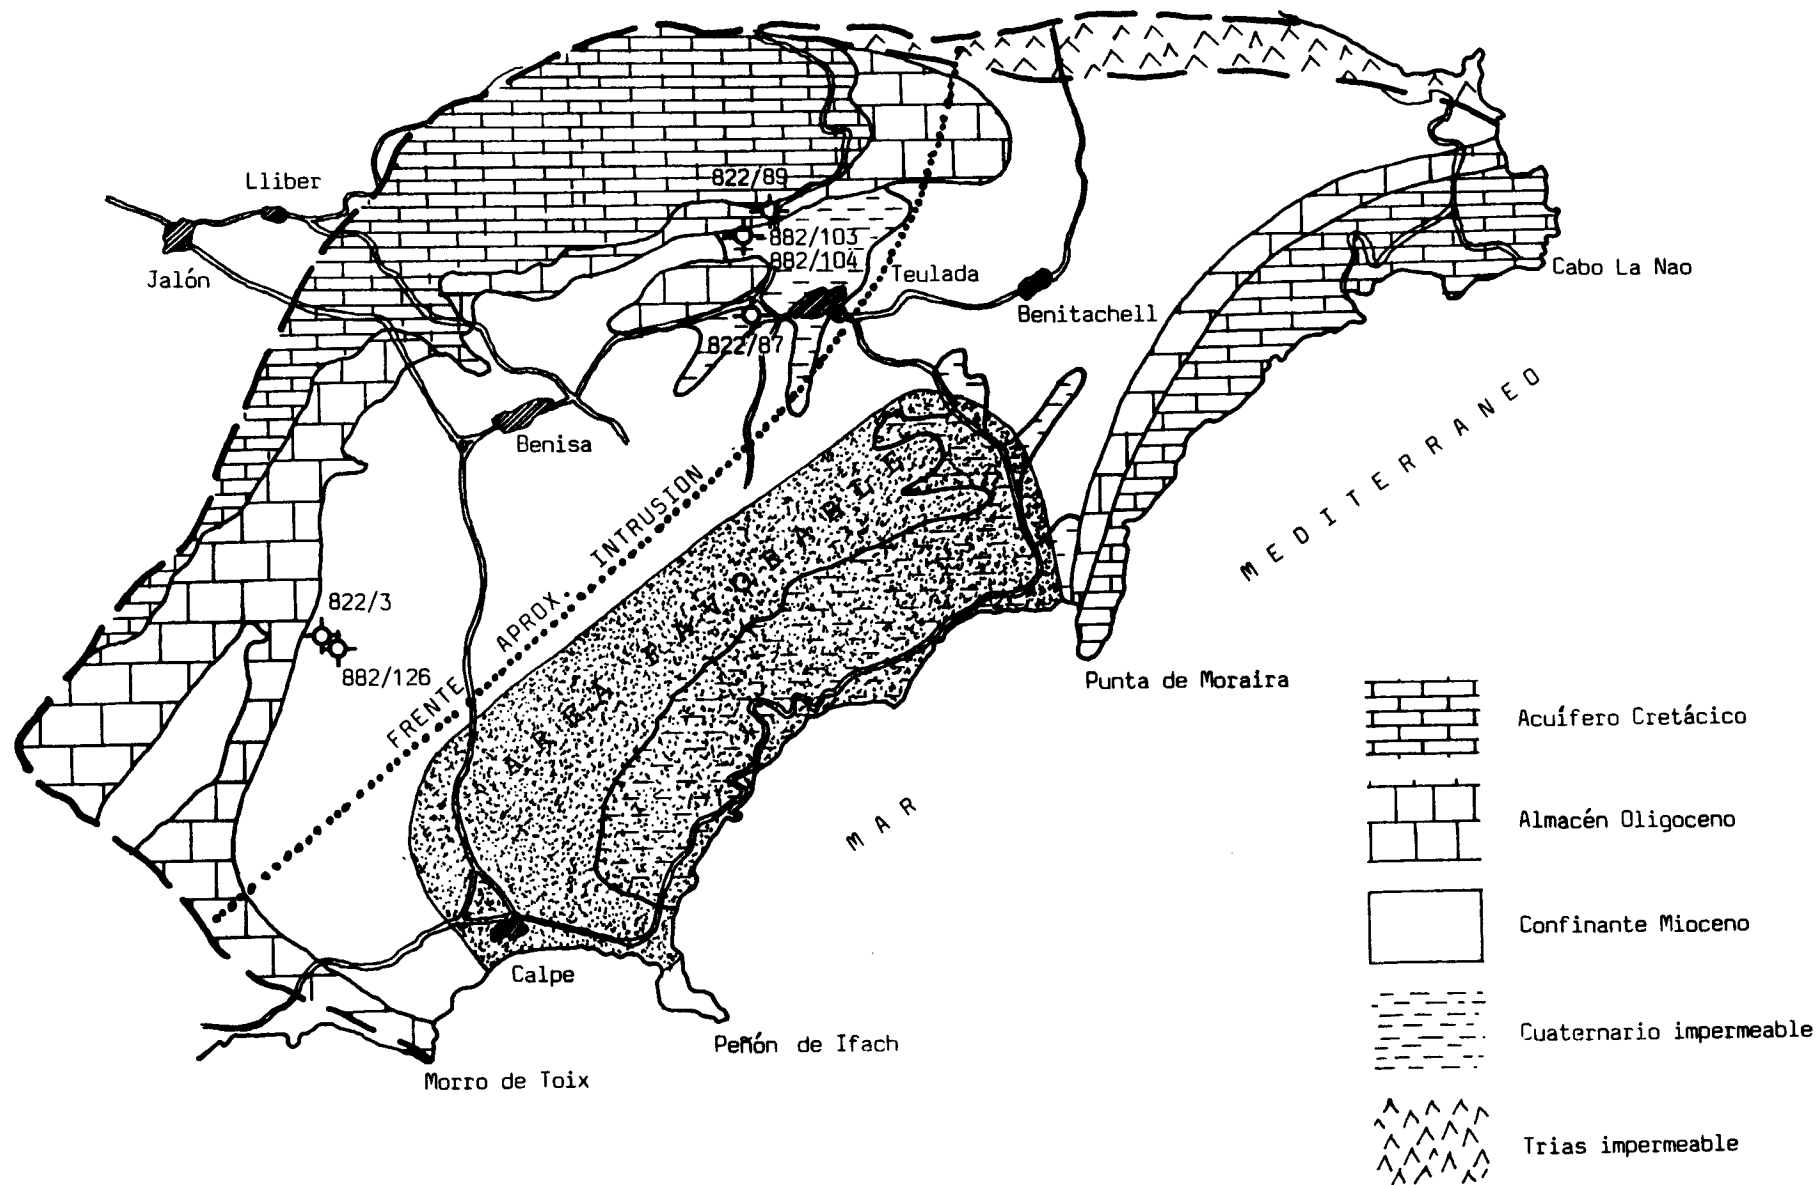 Lliber
822/89
882/103
882/104
Jalón
Teulada
Cabo La Nao
Benitachell
822/87
Benisa
MEDITERRANEO
FRENTE APROX. INTRUSION
AREA FAVORABLE
822/3
882/126
Punta de Moraira
MAR
Calpe
Peñón de Ifach
Morro de Toix
Acuífero Cretácico
Almacén Oligoceno
Confinante Mioceno
Cuaternario impermeable
Trias impermeable